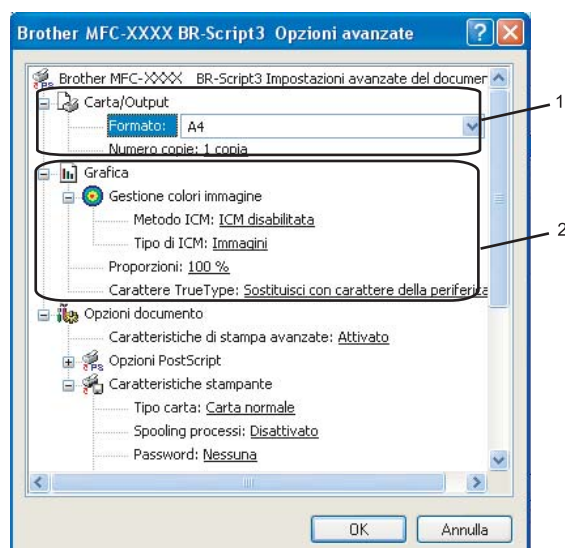 Brother MFC-XXXX BR-Script3 Opzioni avanzate
Brother MFC-XXXX BR-Script3 Impostazioni avanzate del documer
Carta/Output
1
Formato: A4
Numero copie: 1 copia
Grafica
Gestione colori immagine
2
Metodo ICM: ICM disabilitata
Tipo di ICM: Immagini
Proporzioni: 100 %
Carattere TrueType: Sostituisci con carattere della periferica
Opzioni documento
Caratteristiche di stampa avanzate: Attivato
Opzioni PostScript
Caratteristiche stampante
Tipo carta: Carta normale
Spooling processi: Disattivato
Password: Nessuna
OK
Annulla